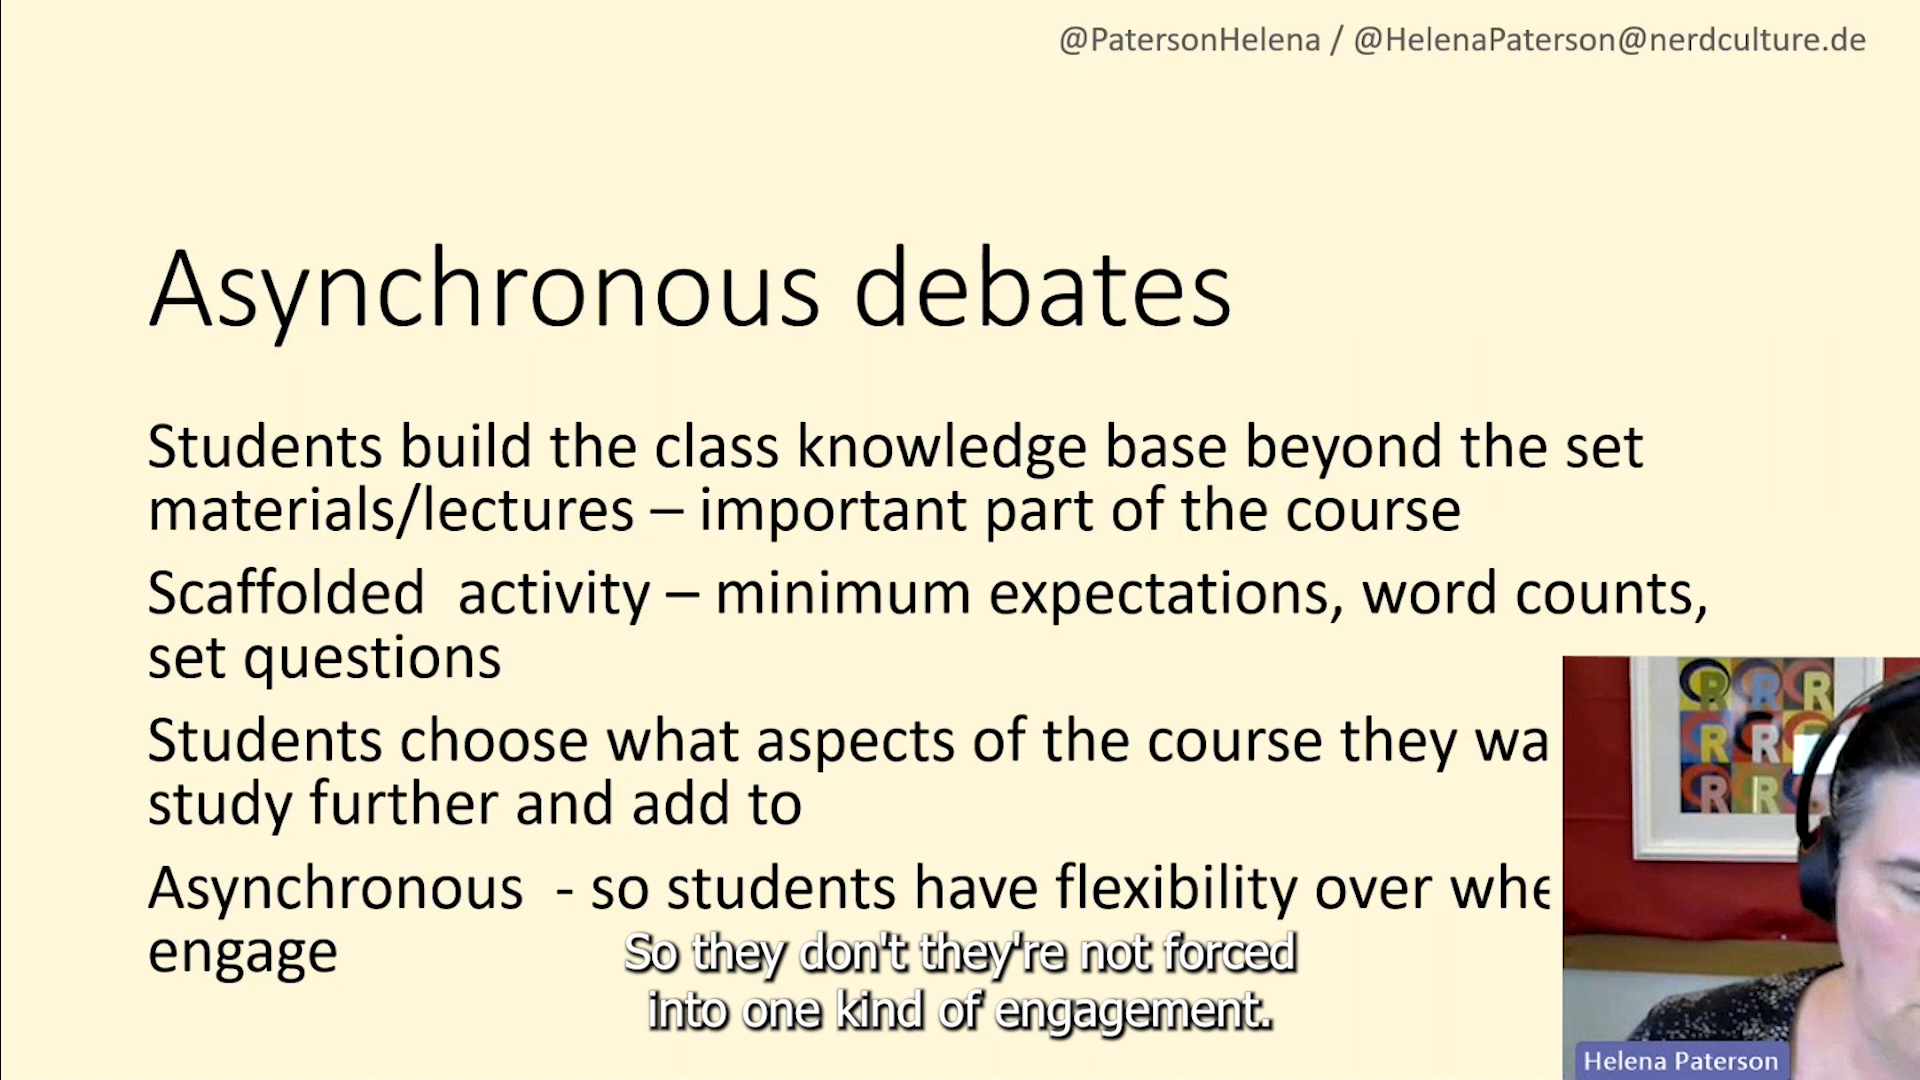 @PatersonHelena / @HelenaPaterson@nerdculture.de
Asynchronous debates
Students build the class knowledge base beyond the set
materials/lectures – important part of the course
Scaffolded activity – minimum expectations, word counts,
set questions
Students choose what aspects of the course they
study further and add to
Asynchronous - so students have flexibility over
engage
So they don't they're not forced
into one kind of engagement.
R R R
R R
R R
Helena Paterson